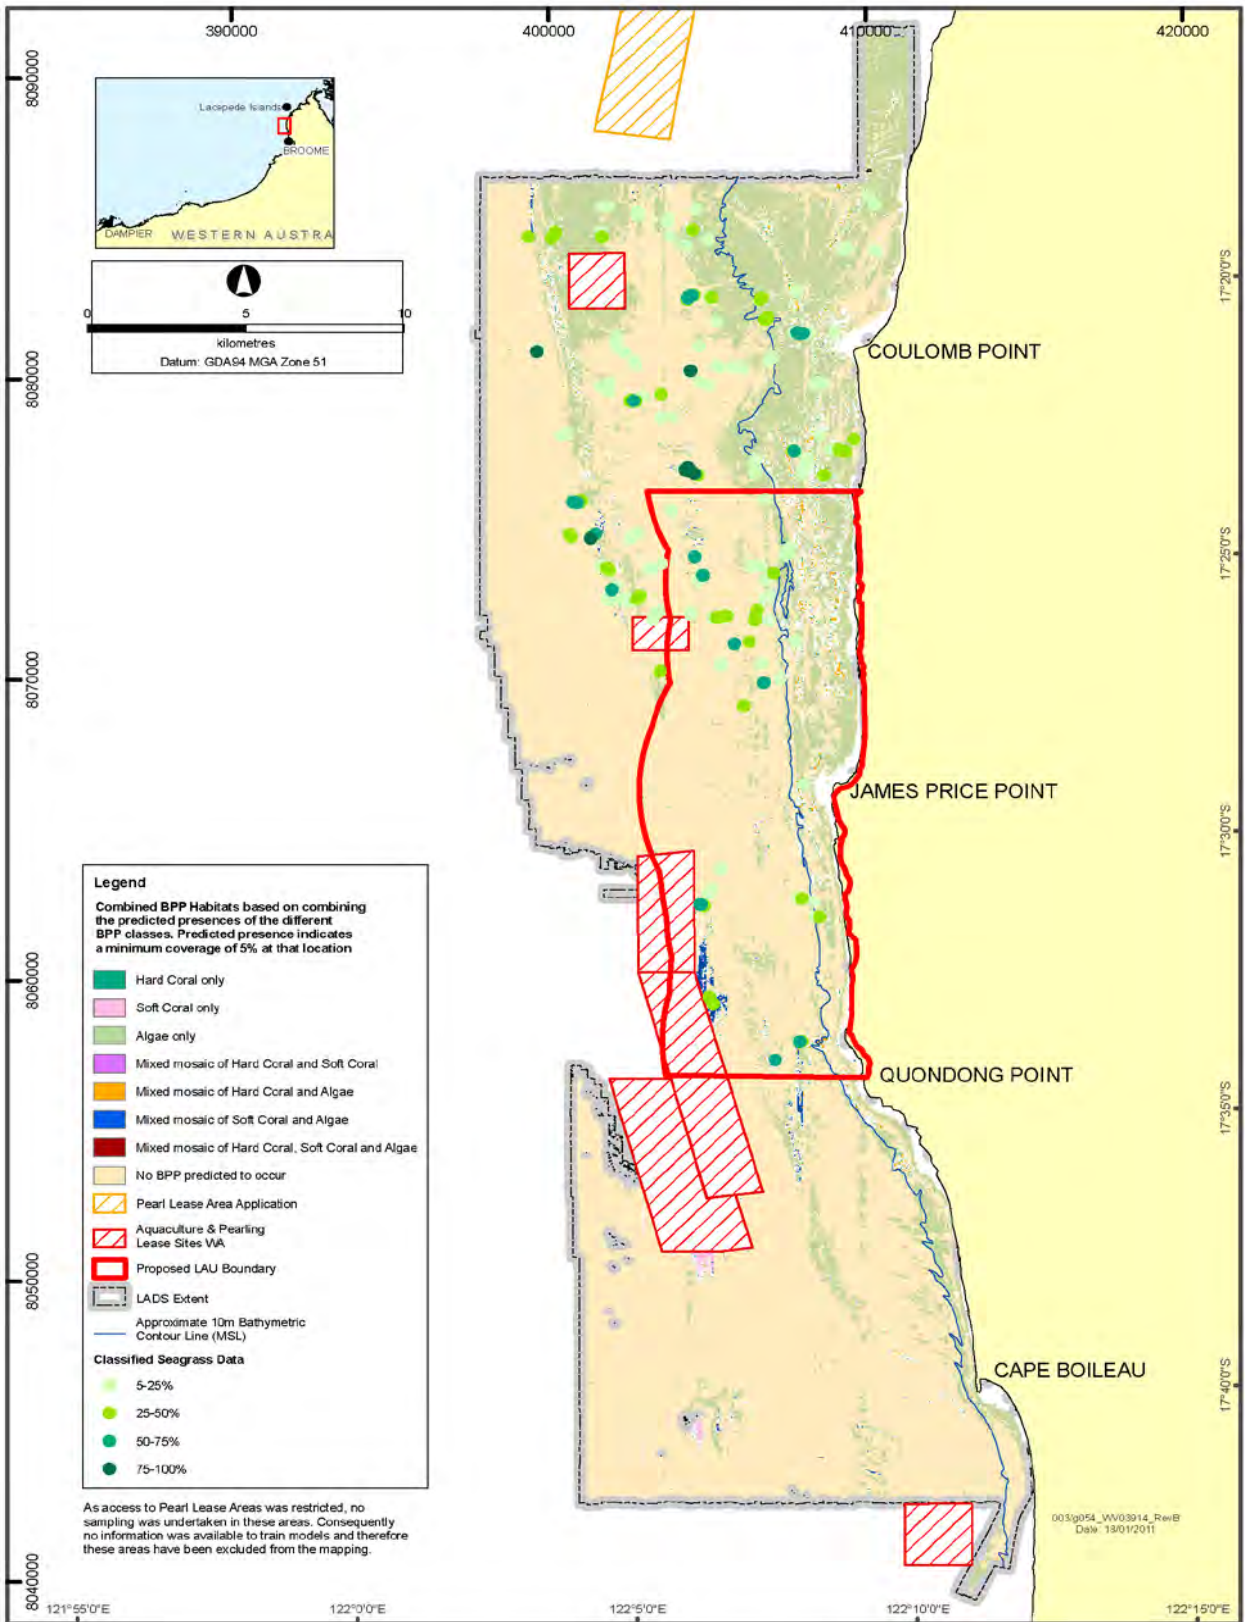 390000
400000
410000
420000
8090000
8080000
8070000
8060000
8050000
8040000
Lacepede Islands
BROOME
DAMPIER
WESTERN AUSTRA
0
5
10
kilometres
Datum: GDA94 MGA Zone 51
COULOMB POINT
JAMES PRICE POINT
QUONDONG POINT
CAPE BOILEAU
17°20'0"S
17°25'0"S
17°30'0"S
17°35'0"S
17°40'0"S
Legend
Combined BPP Habitats based on combining
the predicted presences of the different
BPP classes. Predicted presence indicates
a minimum coverage of 5% at that location
Hard Coral only
Soft Coral only
Algae only
Mixed mosaic of Hard Coral and Soft Coral
Mixed mosaic of Hard Coral and Algae
Mixed mosaic of Soft Coral and Algae
Mixed mosaic of Hard Coral, Soft Coral and Algae
No BPP predicted to occur
Pearl Lease Area Application
Aquaculture & Pearling
Lease Sites WA
Proposed LAU Boundary
LADS Extent
Approximate 10m Bathymetric
Contour Line (MSL)
Classified Seagrass Data
5-25%
25-50%
50-75%
75-100%
As access to Pearl Lease Areas was restricted, no
sampling was undertaken in these areas. Consequently
no information was available to train models and therefore
these areas have been excluded from the mapping.
003/g054_WV03914_RevB
Date: 18/01/2011
121°55'0"E
122°0'0"E
122°5'0"E
122°10'0"E
122°15'0"E